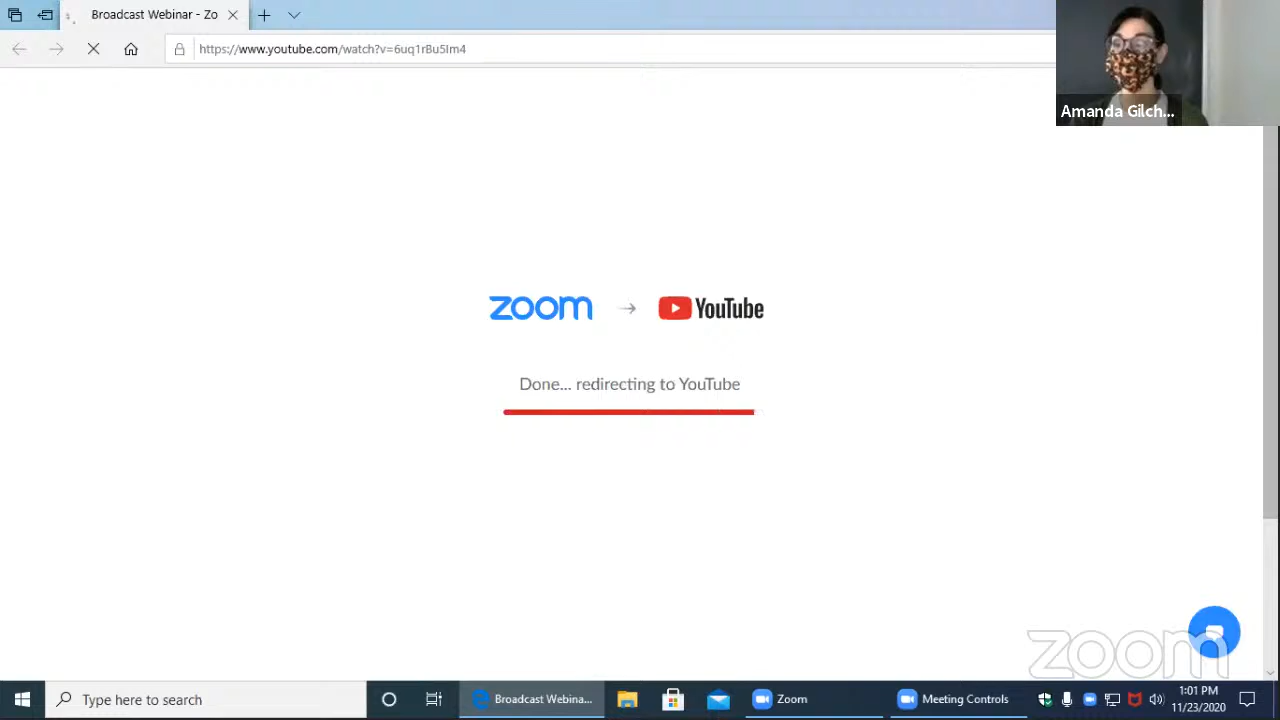 Broadcast Webinar - Zo
https://www.youtube.com/watch?v=6uq1rBu5Im4
Amanda Gilch...
zoom → YouTube
Done... redirecting to YouTube
zoom
Type here to search
Broadcast Webina...
Zoom
Meeting Controls
1:01 PM
11/23/2020